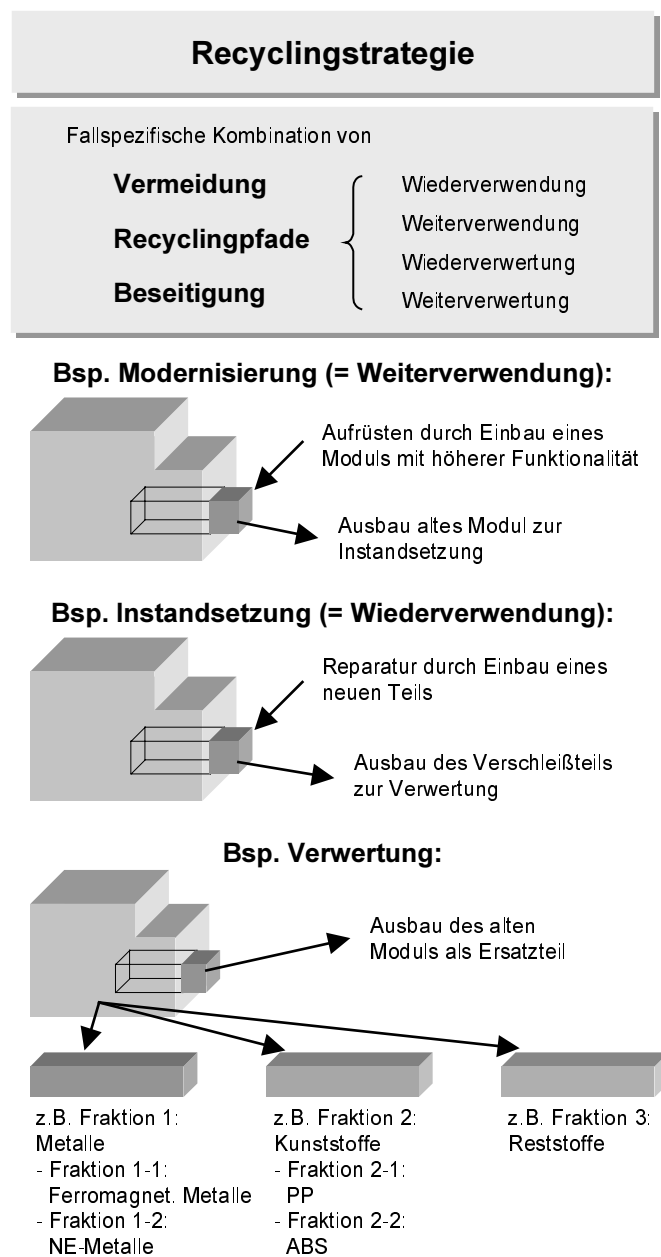 Recyclingstrategie
Fallspezifische Kombination von
Vermeidung
Recyclingpfade
Beseitigung
Wiederverwendung
Weiterverwendung
Wiederverwertung
Weiterverwertung
Bsp. Modernisierung (= Weiterverwendung):
Aufrüsten durch Einbau eines
Moduls mit höherer Funktionalität
Ausbau altes Modul zur
Instandsetzung
Bsp. Instandsetzung (= Wiederverwendung):
Reparatur durch Einbau eines
neuen Teils
Ausbau des Verschleißteils
zur Verwertung
Bsp. Verwertung:
Ausbau des alten
Moduls als Ersatzteil
z.B. Fraktion 1:
Metalle
- Fraktion 1-1:
Ferromagnet. Metalle
- Fraktion 1-2:
NE-Metalle
z.B. Fraktion 2:
Kunststoffe
- Fraktion 2-1:
PP
- Fraktion 2-2:
ABS
z.B. Fraktion 3:
Reststoffe